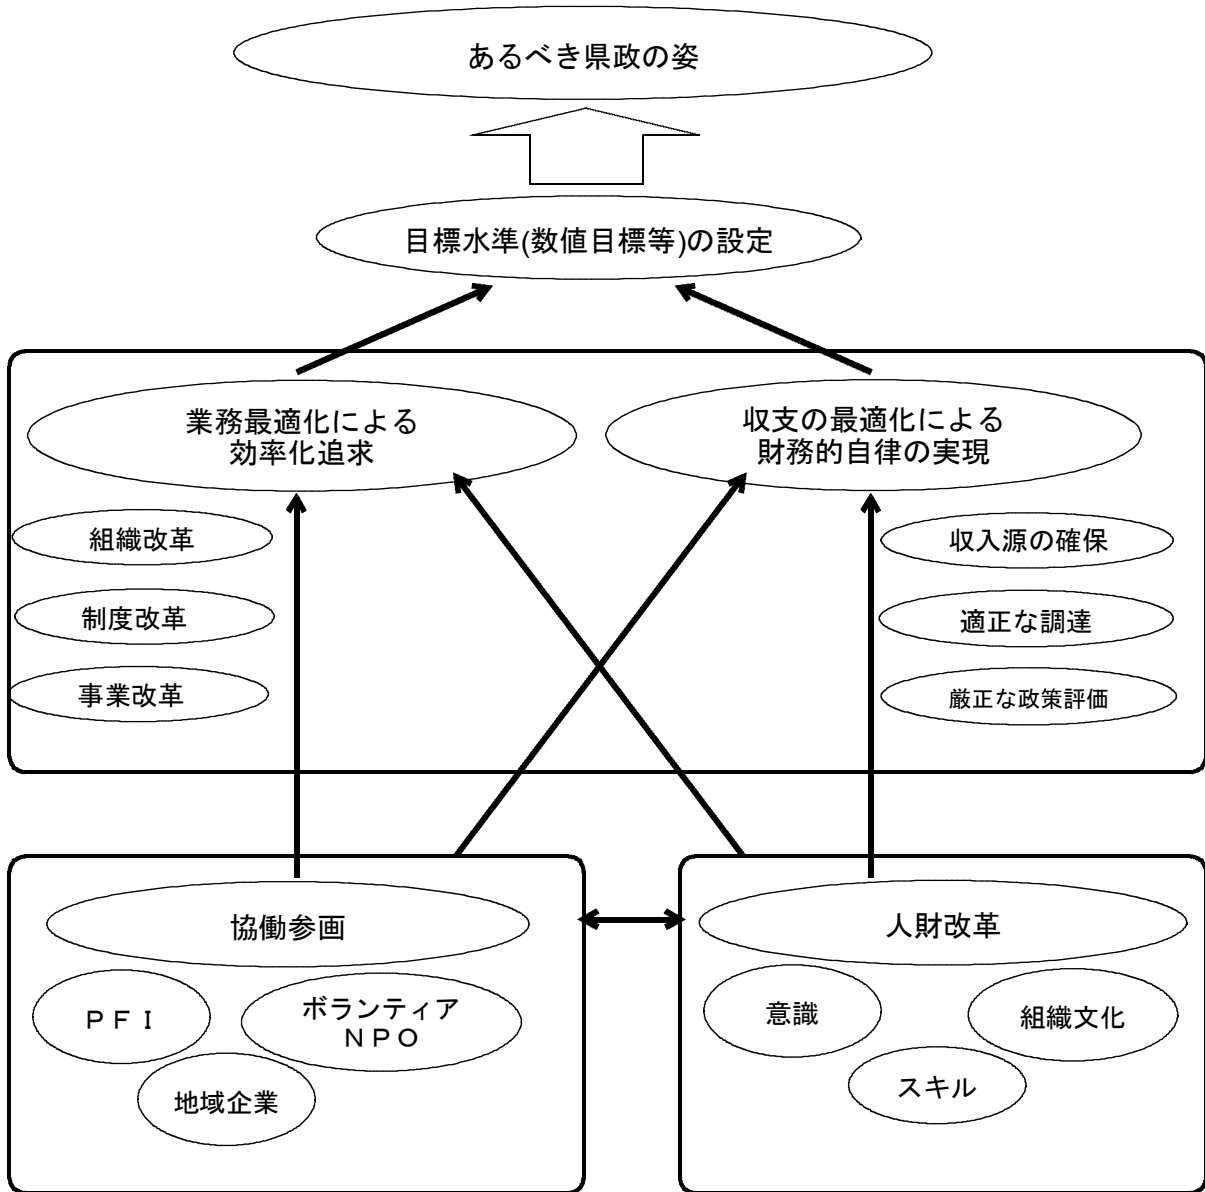 あるべき県政の姿
目標水準(数値目標等)の設定
業務最適化による
効率化追求
収支の最適化による
財務的自律の実現
組織改革
制度改革
事業改革
収入源の確保
適正な調達
厳正な政策評価
協働参画
ＰＦＩ
ボランティア
ＮＰＯ
地域企業
人財改革
意識
組織文化
スキル